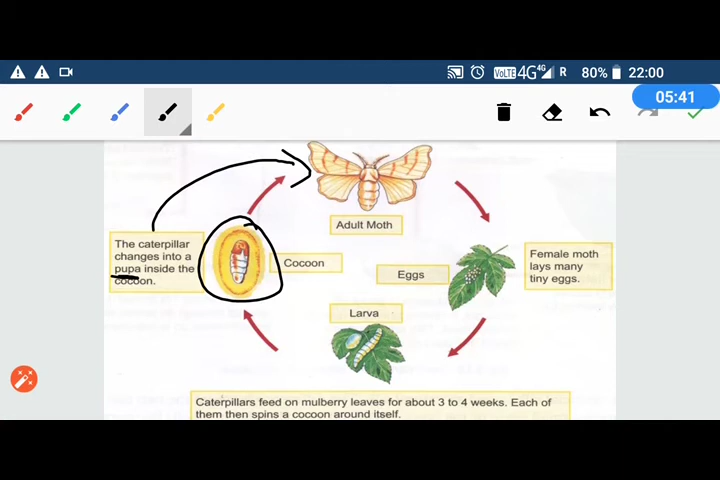 VoLTE 4G 4G R 80% 22:00
05:41
Adult Moth
The caterpillar
changes into a
pupa inside the
cocoon.
Cocoon
Eggs
Female moth
lays many
tiny eggs.
Larva
Caterpillars feed on mulberry leaves for about 3 to 4 weeks. Each of
them then spins a cocoon around itself.